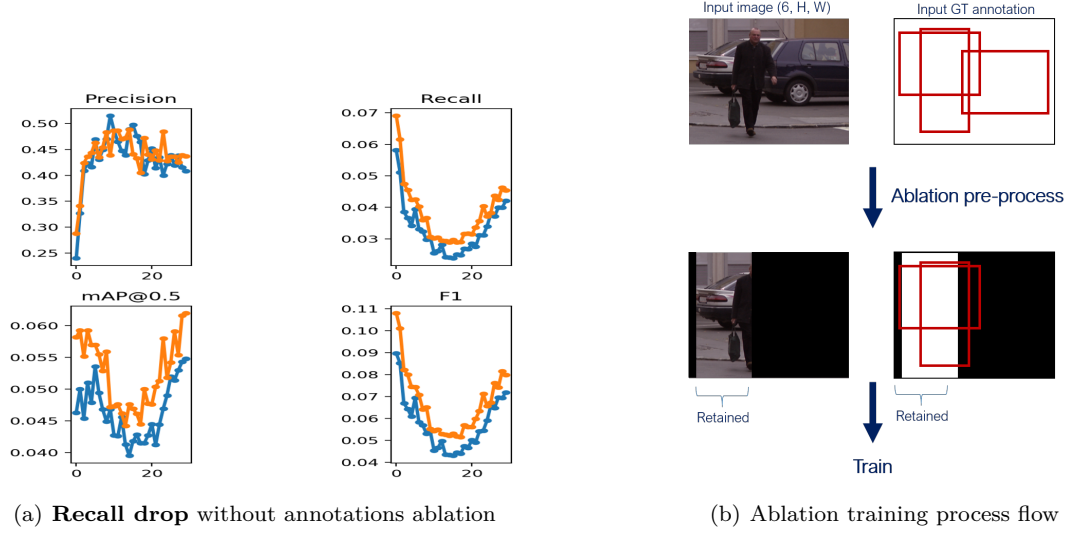 Precision
0.50
0.45
0.40
0.35
0.30
0.25
0
20
Recall
0.07
0.06
0.05
0.04
0.03
0
20
mAP@0.5
0.060
0.055
0.050
0.045
0.040
0
20
F1
0.11
0.10
0.09
0.08
0.07
0.06
0.05
0.04
0
20
(a) Recall drop without annotations ablation
Input image (6, H, W)
Input GT annotation
Ablation pre-process
Retained
Retained
Train
(b) Ablation training process flow